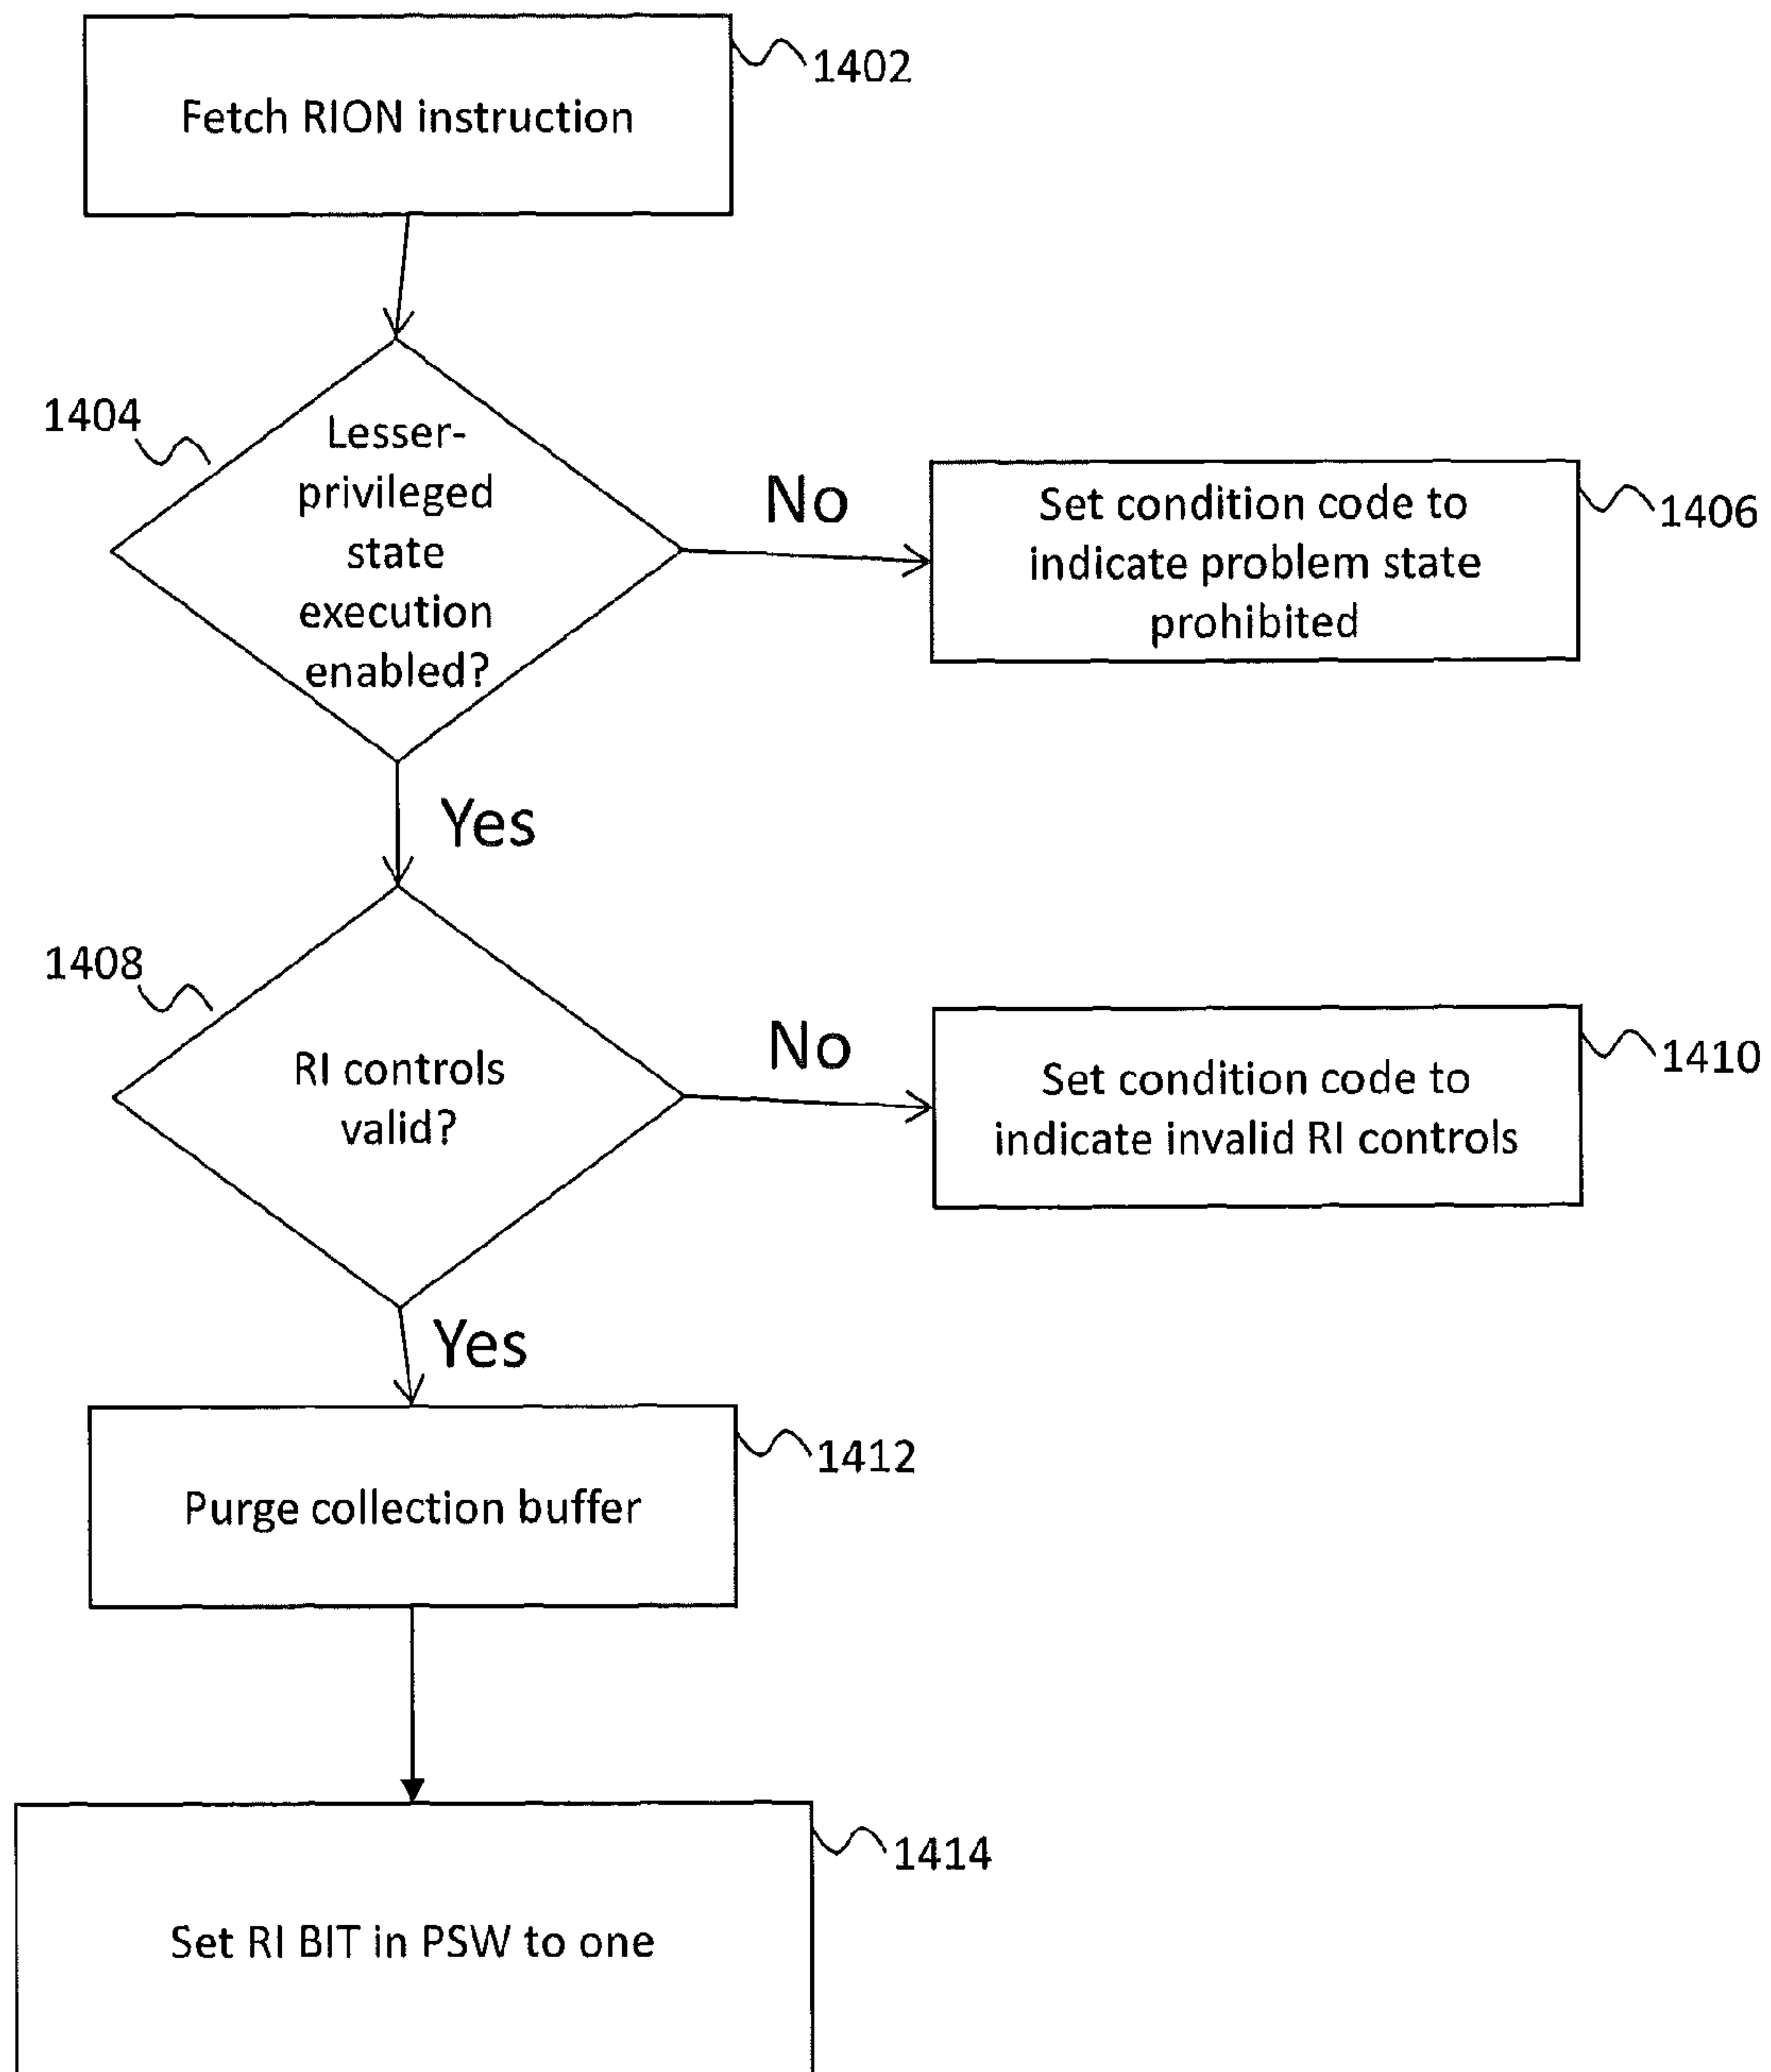 1402
Fetch RION instruction
1404
Lesser-
privileged
state
execution
enabled?
No
Set condition code to
indicate problem state
prohibited
1406
Yes
1408
RI controls
valid?
No
Set condition code to
indicate invalid RI controls
1410
Yes
1412
Purge collection buffer
1414
Set RI BIT in PSW to one